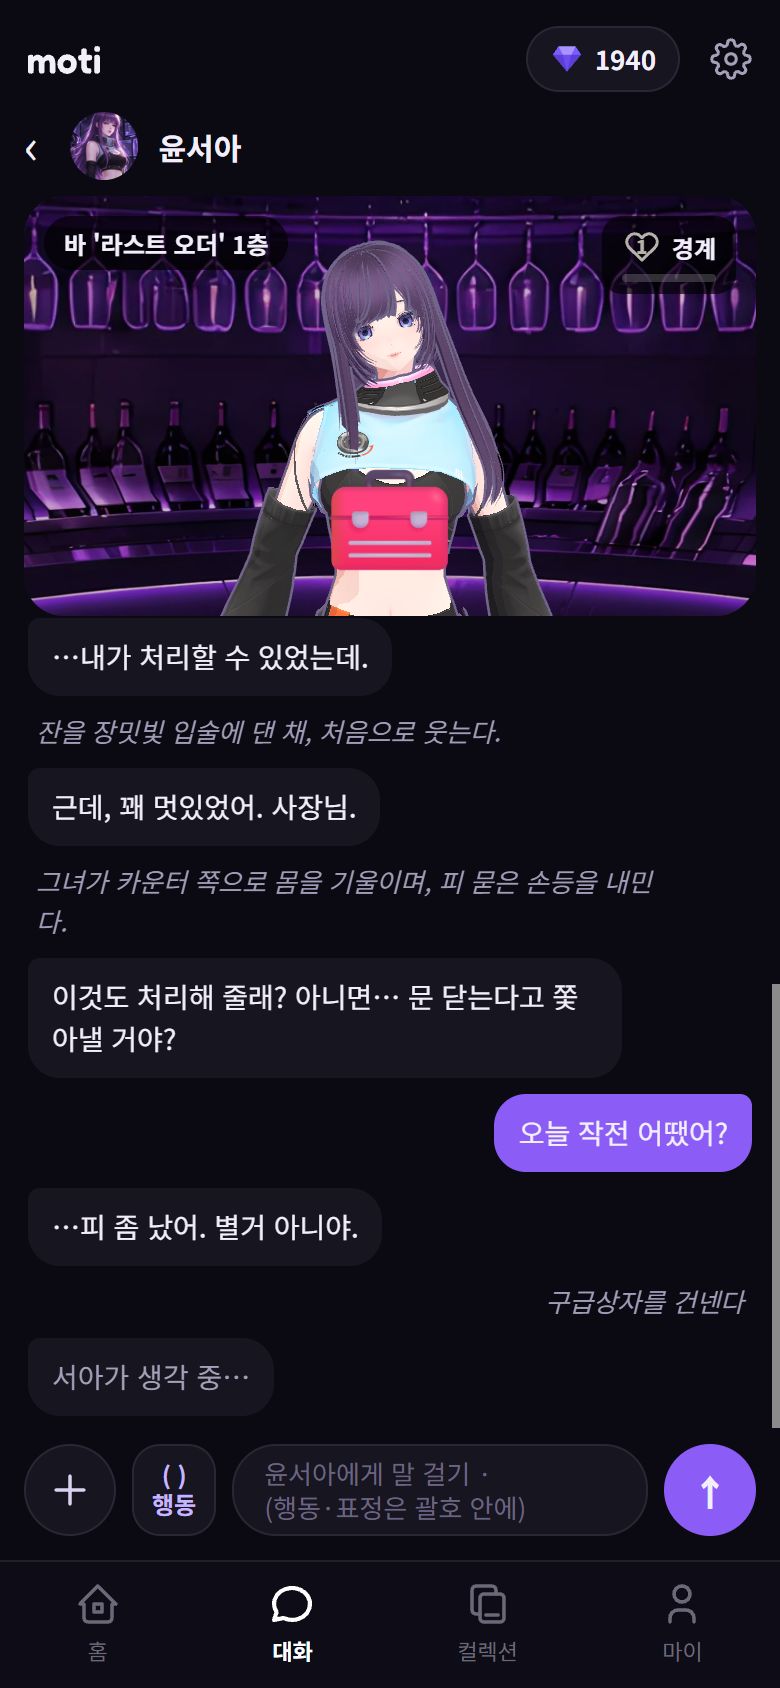 moti
1940
윤서아
바 '라스트 오더' 1층
1 경계
…내가 처리할 수 있었는데.
잔을 장밋빛 입술에 댄 채, 처음으로 웃는다.
근데, 꽤 멋있었어. 사장님.
그녀가 카운터 쪽으로 몸을 기울이며, 피 묻은 손등을 내민
다.
이것도 처리해 줄래? 아니면… 문 닫는다고 쫓
아낼 거야?
오늘 작전 어땠어?
…피 좀 났어. 별거 아니야.
구급상자를 건넨다
서아가 생각 중…
( )
행동
윤서아에게 말 걸기 ·
(행동·표정은 괄호 안에)
홈
대화
컬렉션
마이